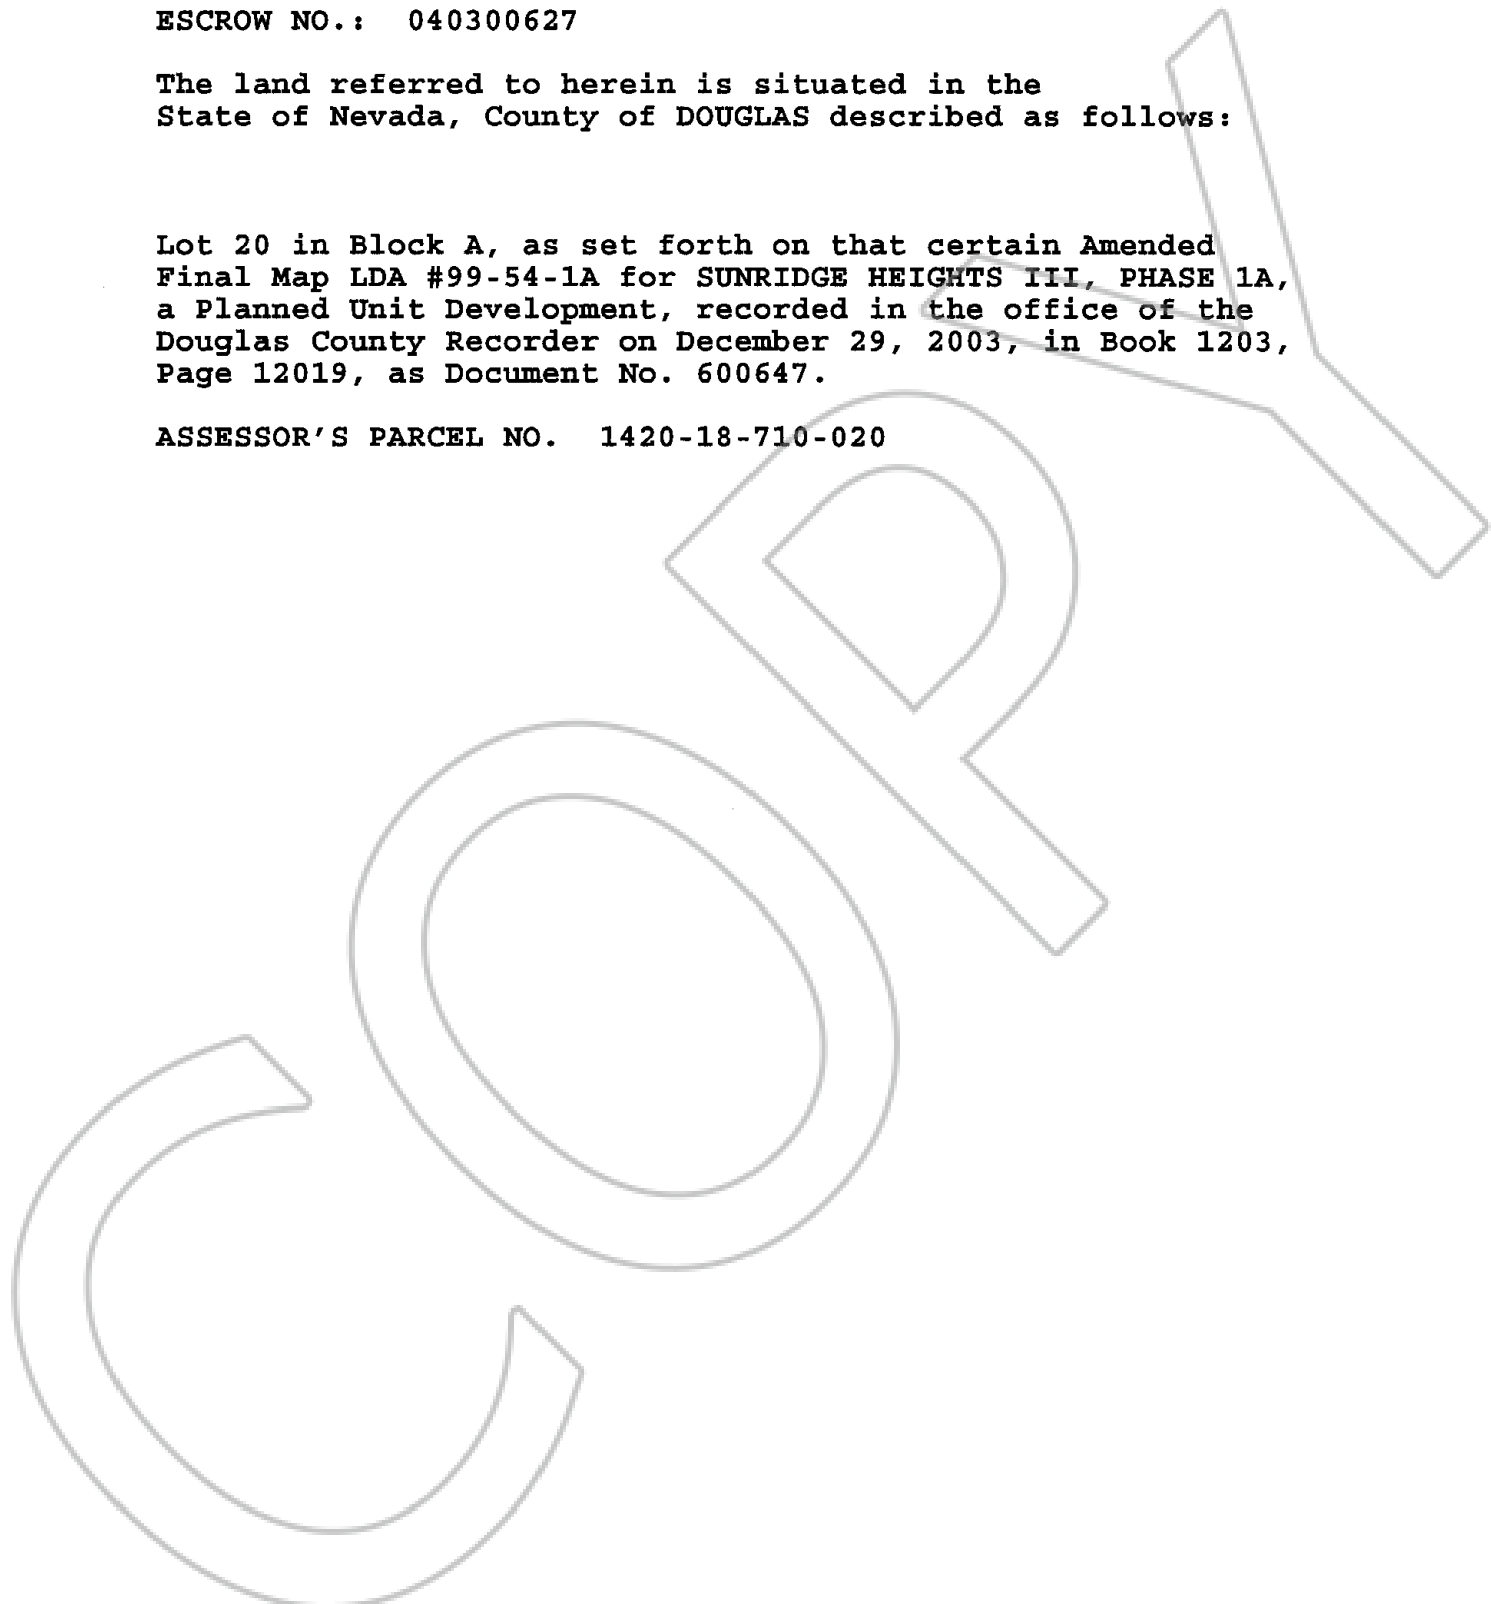 ESCROW NO.: 040300627
The land referred to herein is situated in the
State of Nevada, County of DOUGLAS described as follows:
Lot 20 in Block A, as set forth on that certain Amended
Final Map LDA #99-54-1A for SUNRIDGE HEIGHTS III, PHASE 1A,
a Planned Unit Development, recorded in the office of the
Douglas County Recorder on December 29, 2003, in Book 1203,
Page 12019, as Document No. 600647.
ASSESSOR'S PARCEL NO. 1420-18-710-020
COPY